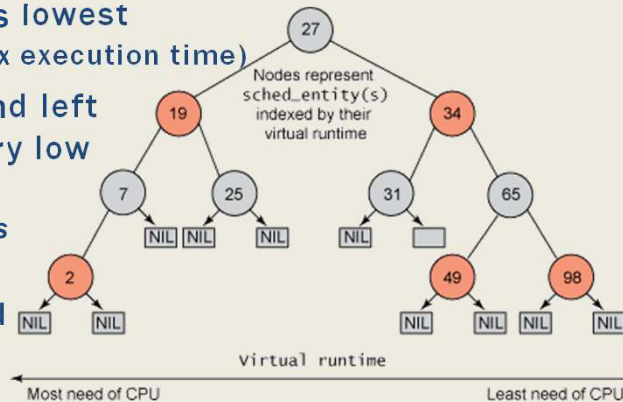 s lowest
x execution time)
nd left
ry low
s
d
27
Nodes represent
sched_entity(s)
indexed by their
virtual runtime
19
34
7
25
31
65
NIL
NIL
NIL
NIL
2
49
98
NIL
NIL
NIL
NIL
NIL
NIL
Virtual runtime
Most need of CPU
Least need of CPU